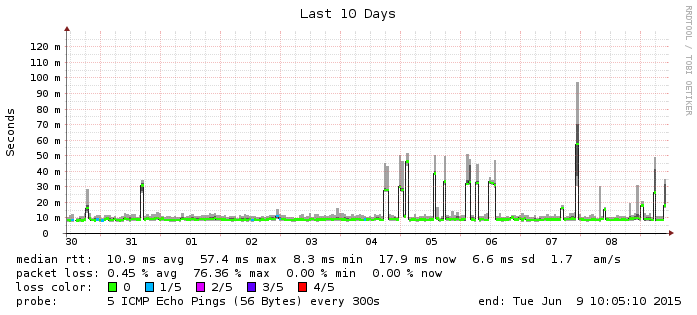 Last 10 Days
RRDTOOL / TOBI OETIKER
Seconds
120 m
110 m
100 m
90 m
80 m
70 m
60 m
50 m
40 m
30 m
20 m
10 m
0
30 31 01 02 03 04 05 06 07 08
median rtt: 10.9 ms avg 57.4 ms max 8.3 ms min 17.9 ms now 6.6 ms sd 1.7 am/s
packet loss: 0.45 % avg 76.36 % max 0.00 % min 0.00 % now
loss color: 0 1/5 2/5 3/5 4/5
probe: 5 ICMP Echo Pings (56 Bytes) every 300s end: Tue Jun 9 10:05:10 2015